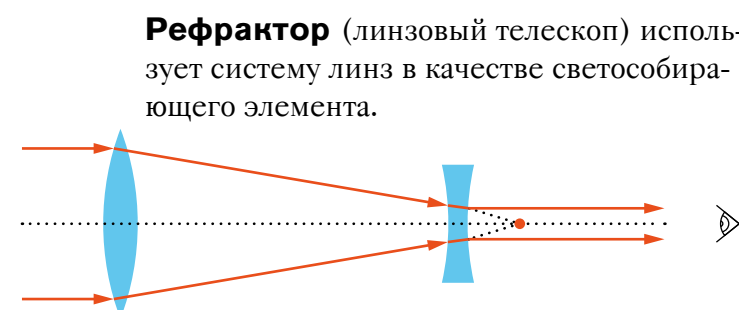 Рефрактор (линзовый телескоп) исполь-
зует систему линз в качестве светособира-
ющего элемента.